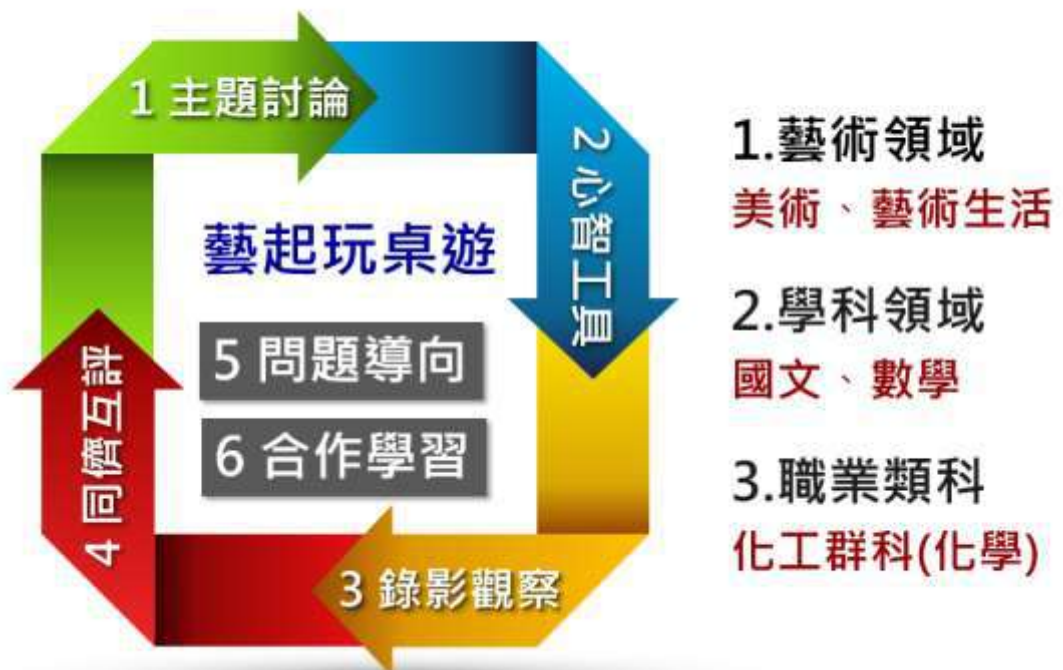 1 主題討論
2 心智工具
3 錄影觀察
4 同儕互評
藝起玩桌遊
5 問題導向
6 合作學習
1.藝術領域
美術、藝術生活
2.學科領域
國文、數學
3.職業類科
化工群科(化學)